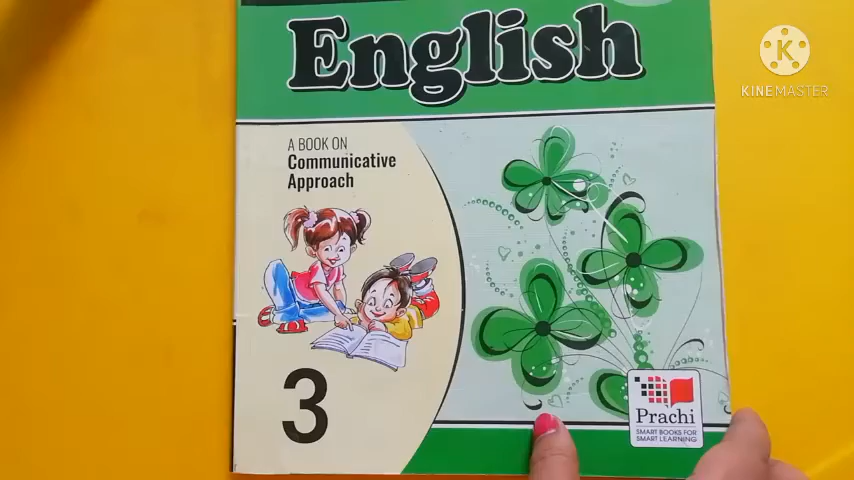 KINEMASTER
English
A BOOK ON
Communicative
Approach
3
Prachi
SMART BOOKS FOR
SMART LEARNING